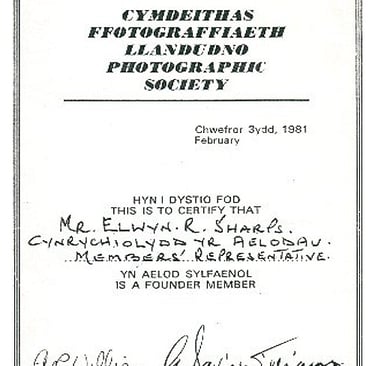 CYMDEITHAS
FFOTOGRAFFIAETH
LLANDUDNO
PHOTOGRAPHIC
SOCIETY
Chwefror 3ydd, 1981
February
HYN I DYSTIO FOD
THIS IS TO CERTIFY THAT
MR. ELWYN. R. SHARPS.
CYNRYCHIOLYDD YR AELODAU.
MEMBERS' REPRESENTATIVE.
YN AELOD SYLFAENOL
IS A FOUNDER MEMBER